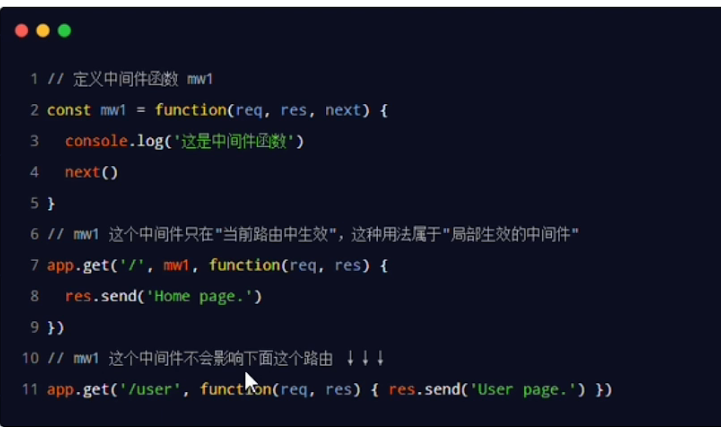 1 // 定义中间件函数 mw1
2 const mw1 = function(req, res, next) {
3   console.log('这是中间件函数')
4   next()
5 }
6 // mw1 这个中间件只在"当前路由中生效"，这种用法属于"局部生效的中间件"
7 app.get('/', mw1, function(req, res) {
8   res.send('Home page.')
9 })
10 // mw1 这个中间件不会影响下面这个路由 ↓↓↓
11 app.get('/user', function(req, res) { res.send('User page.') })